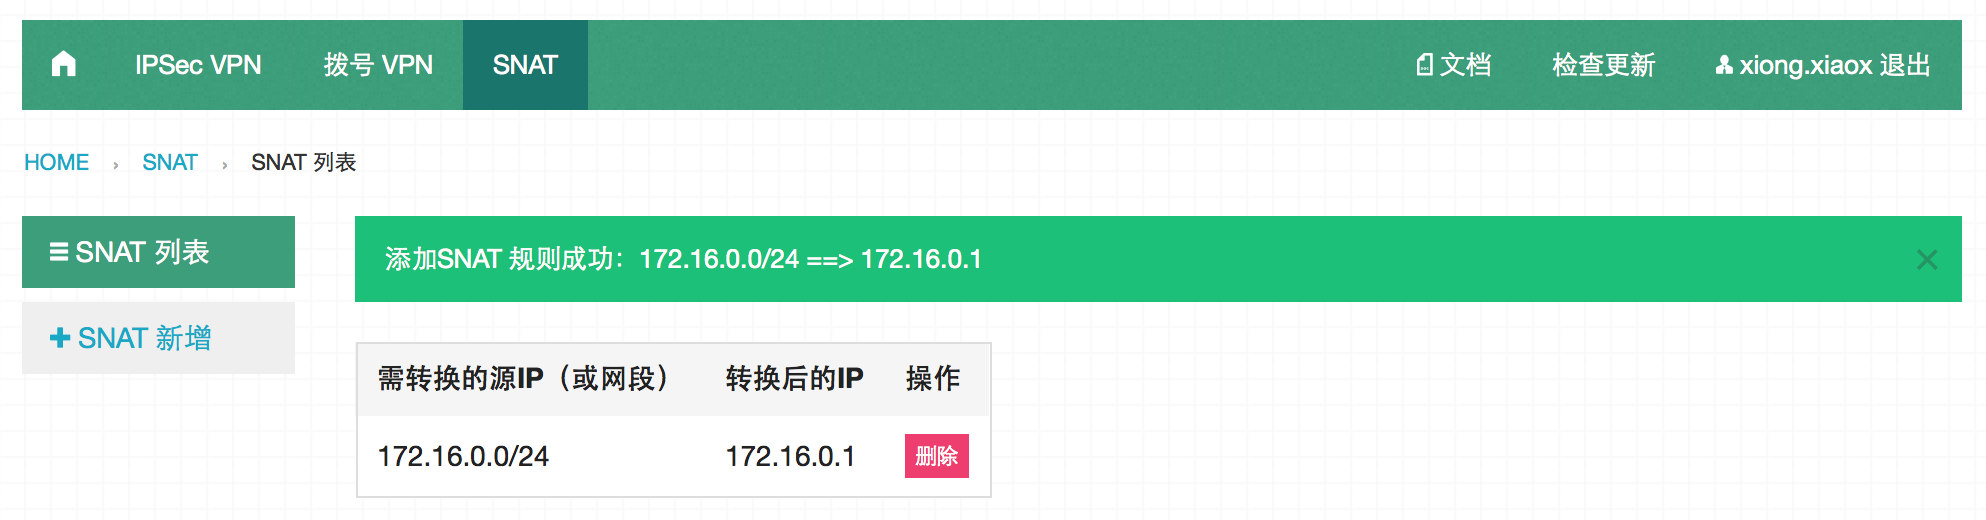 IPSec VPN 拨号 VPN SNAT 文档 检查更新 xiong.xiaox 退出
HOME › SNAT › SNAT 列表
SNAT 列表
SNAT 新增
添加SNAT 规则成功：172.16.0.0/24 ==> 172.16.0.1
需转换的源IP（或网段） 转换后的IP 操作
172.16.0.0/24 172.16.0.1 删除